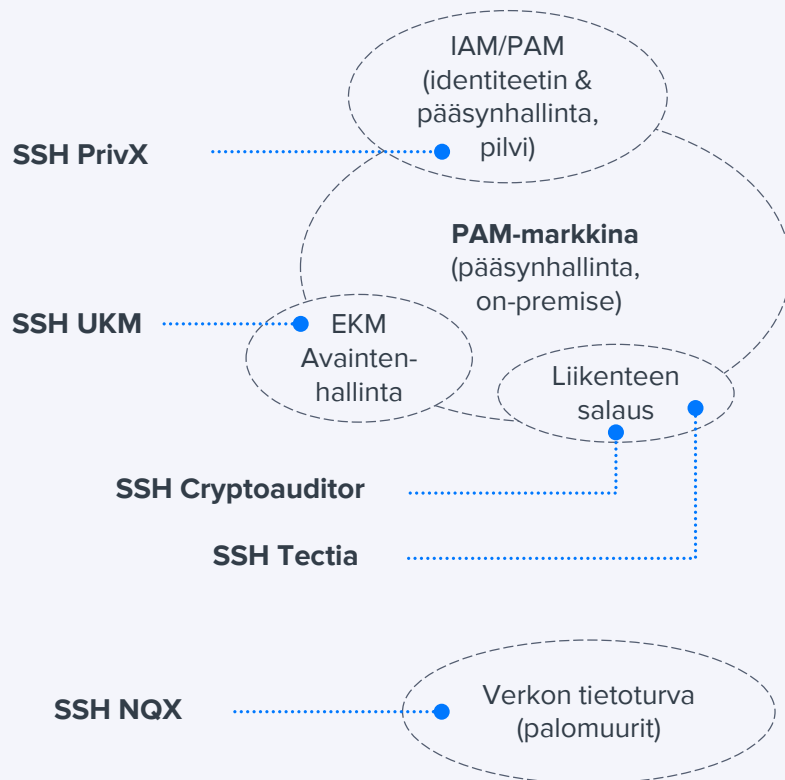 IAM/PAM
(identiteetin &
pääsynhallinta,
pilvi)
SSH PrivX
PAM-markkina
(pääsynhallinta,
on-premise)
SSH UKM
EKM
Avainten-
hallinta
Liikenteen
salaus
SSH Cryptoauditor
SSH Tectia
SSH NQX
Verkon tietoturva
(palomuurit)